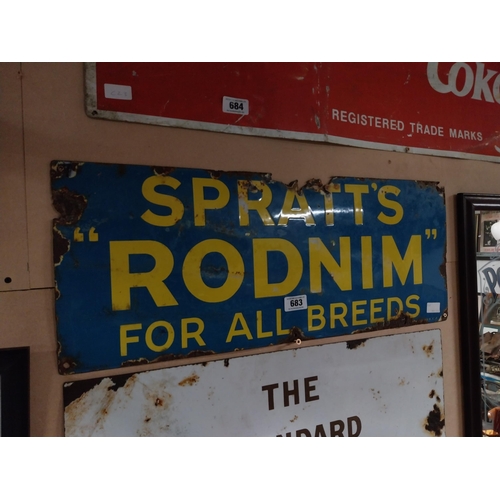 Coke
684
REGISTERED TRADE MARKS
SPRATT'S
"RODNIM"
683
FOR ALL BREEDS
THE